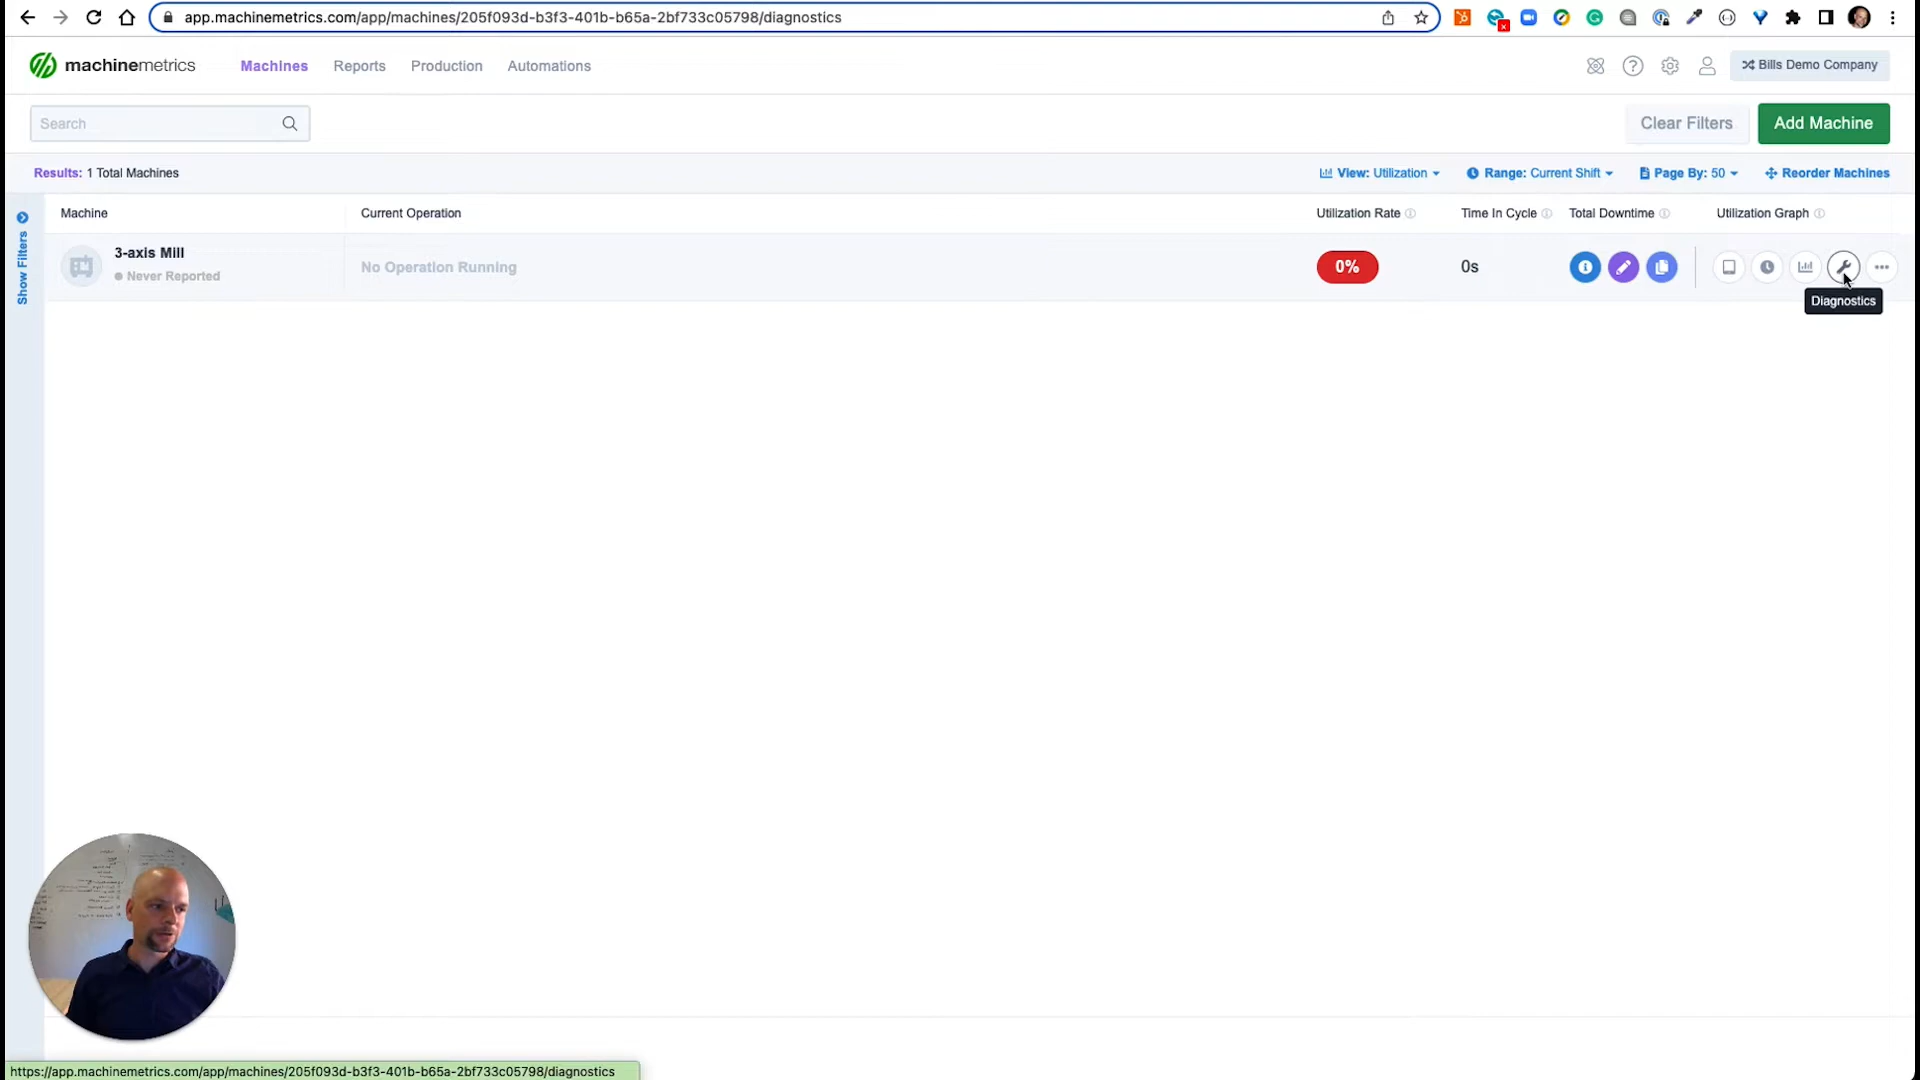 app.machinemetrics.com/app/machines/205f093d-b3f3-401b-b65a-2bf733c05798/diagnostics
machinemetrics
Machines
Reports
Production
Automations
Bills Demo Company
Search
Clear Filters
Add Machine
Results: 1 Total Machines
View: Utilization
Range: Current Shift
Page By: 50
Reorder Machines
Show Filters
Machine
Current Operation
Utilization Rate
Time In Cycle
Total Downtime
Utilization Graph
3-axis Mill
Never Reported
No Operation Running
0%
0s
Diagnostics
https://app.machinemetrics.com/app/machines/205f093d-b3f3-401b-b65a-2bf733c05798/diagnostics